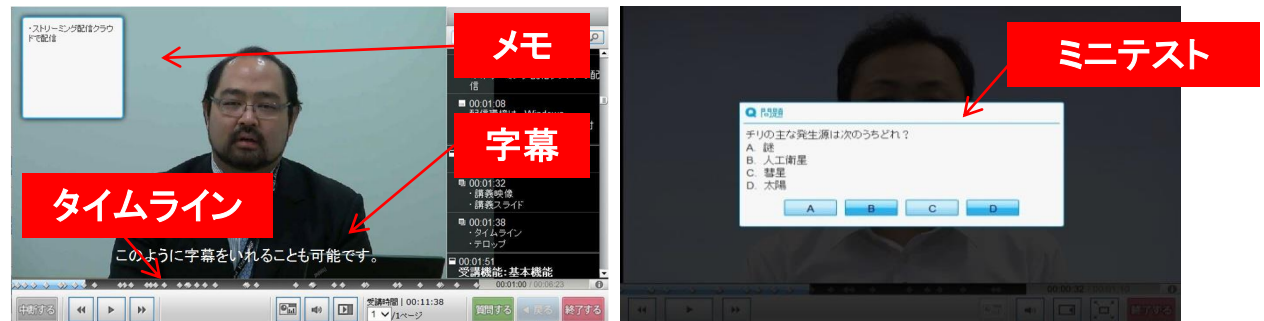 ・ストリーミング配信クラウ
ドで配信
メモ
信
00:01:08
字幕
00:01:32
・講義映像
・講義スライド
タイムライン
00:01:38
・タイムライン
・テロップ
このように字幕をいれることも可能です。
00:01:51
受講機能:基本機能
00:01:00 / 00:06:23
中断する
受講時間 | 00:11:38
1 /1ページ
質問する
戻る
終了する
ミニテスト
Q 問題
チリの主な発生源は次のうちどれ?
A. 謎
B. 人工衛星
C. 彗星
D. 太陽
A B C D
終了する